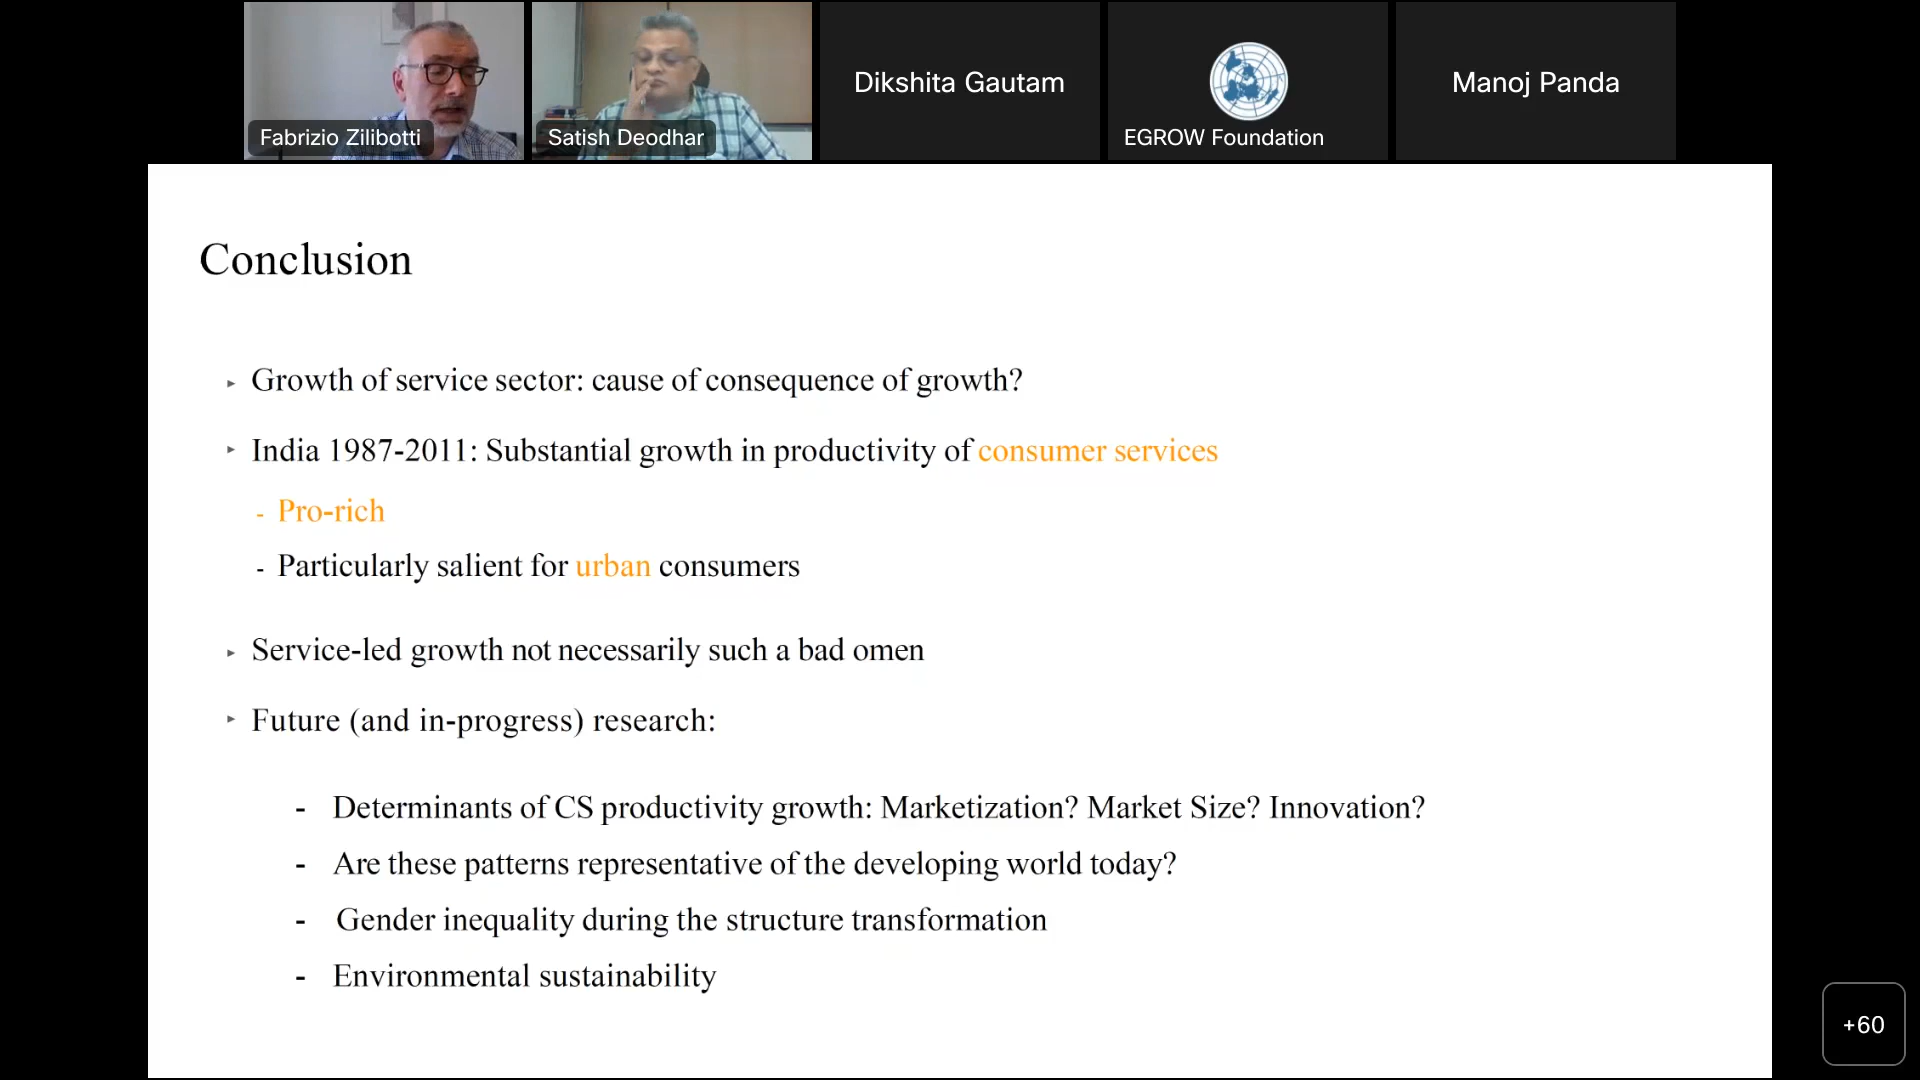 Fabrizio Zilibotti
Satish Deodhar
Dikshita Gautam
EGROW Foundation
Manoj Panda
Conclusion
▸ Growth of service sector: cause of consequence of growth?
▸ India 1987-2011: Substantial growth in productivity of consumer services
- Pro-rich
- Particularly salient for urban consumers
▸ Service-led growth not necessarily such a bad omen
▸ Future (and in-progress) research:
- Determinants of CS productivity growth: Marketization? Market Size? Innovation?
- Are these patterns representative of the developing world today?
- Gender inequality during the structure transformation
- Environmental sustainability
+60